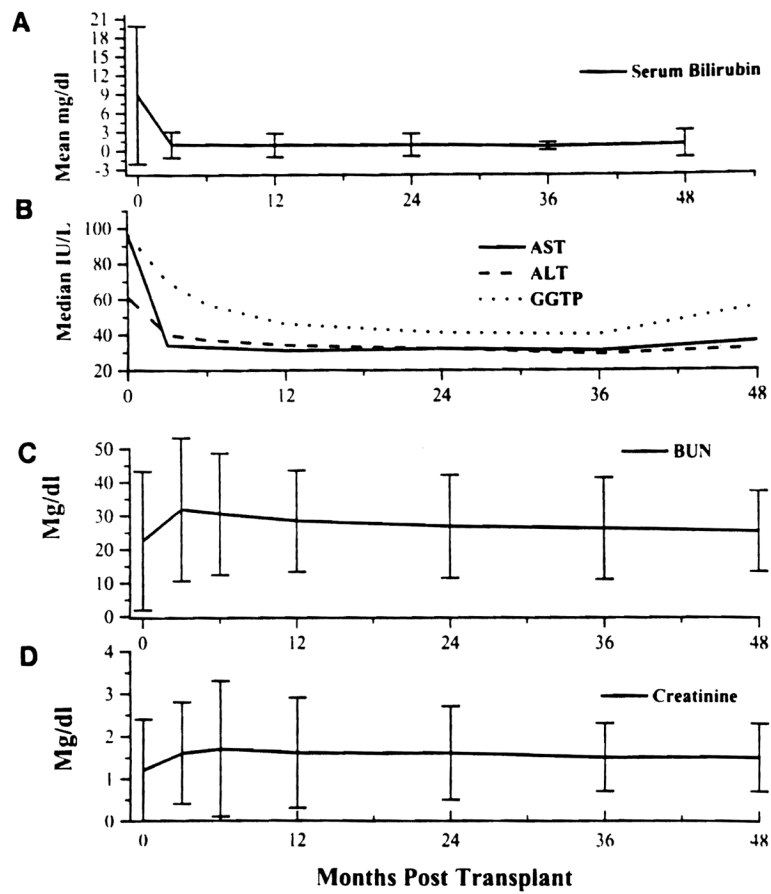 A
21
18
15
12
9
6
3
0
-3
Mean mg/dl
Serum Bilirubin
0 12 24 36 48
B
100
80
60
40
20
Median IU/L
AST
ALT
GGTP
0 12 24 36 48
C
50
40
30
20
10
0
Mg/dl
BUN
0 12 24 36 48
D
4
3
2
1
0
Mg/dl
Creatinine
0 12 24 36 48
Months Post Transplant